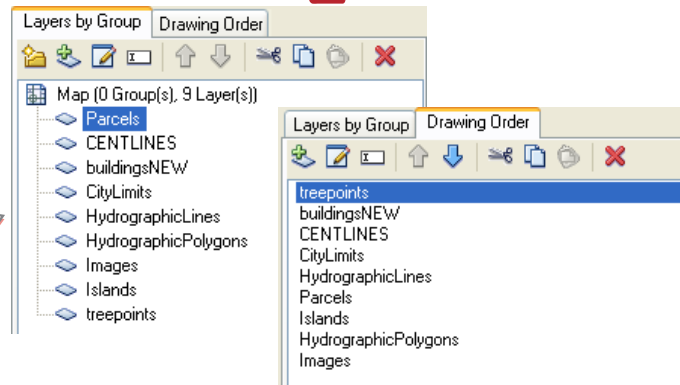 Layers by Group Drawing Order
Map (0 Group(s), 9 Layer(s))
Parcels
CENTLINES
buildingsNEW
CityLimits
HydrographicLines
HydrographicPolygons
Images
Islands
treepoints
Layers by Group Drawing Order
treepoints
buildingsNEW
CENTLINES
CityLimits
HydrographicLines
Parcels
Islands
HydrographicPolygons
Images